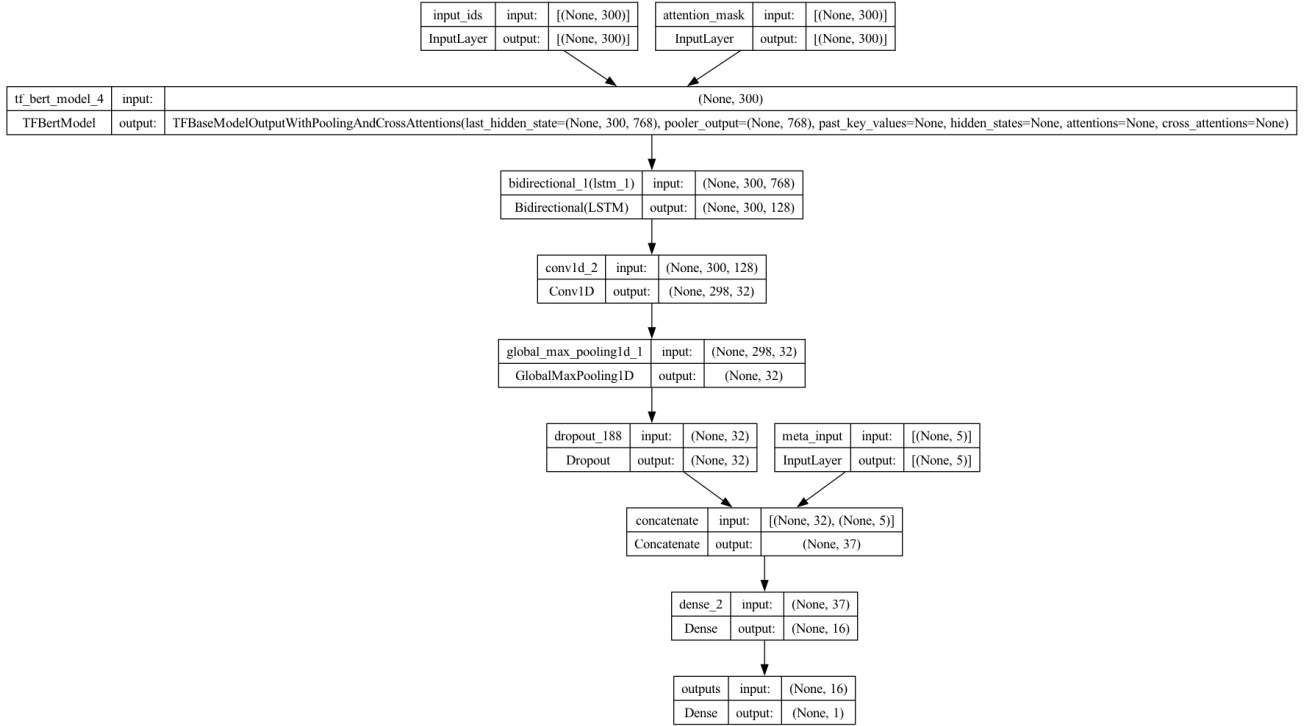 input_ids input: [(None, 300)] attention_mask input: [(None, 300)]
InputLayer output: [(None, 300)] InputLayer output: [(None, 300)]
tf_bert_model_4 input: (None, 300)
TFBertModel output: TFBaseModelOutputWithPoolingAndCrossAttentions(last_hidden_state=(None, 300, 768), pooler_output=(None, 768), past_key_values=None, hidden_states=None, attentions=None, cross_attentions=None)
bidirectional_1(lstm_1) input: (None, 300, 768)
Bidirectional(LSTM) output: (None, 300, 128)
conv1d_2 input: (None, 300, 128)
Conv1D output: (None, 298, 32)
global_max_pooling1d_1 input: (None, 298, 32)
GlobalMaxPooling1D output: (None, 32)
dropout_188 input: (None, 32) meta_input input: [(None, 5)]
Dropout output: (None, 32) InputLayer output: [(None, 5)]
concatenate input: [(None, 32), (None, 5)]
Concatenate output: (None, 37)
dense_2 input: (None, 37)
Dense output: (None, 16)
outputs input: (None, 16)
Dense output: (None, 1)